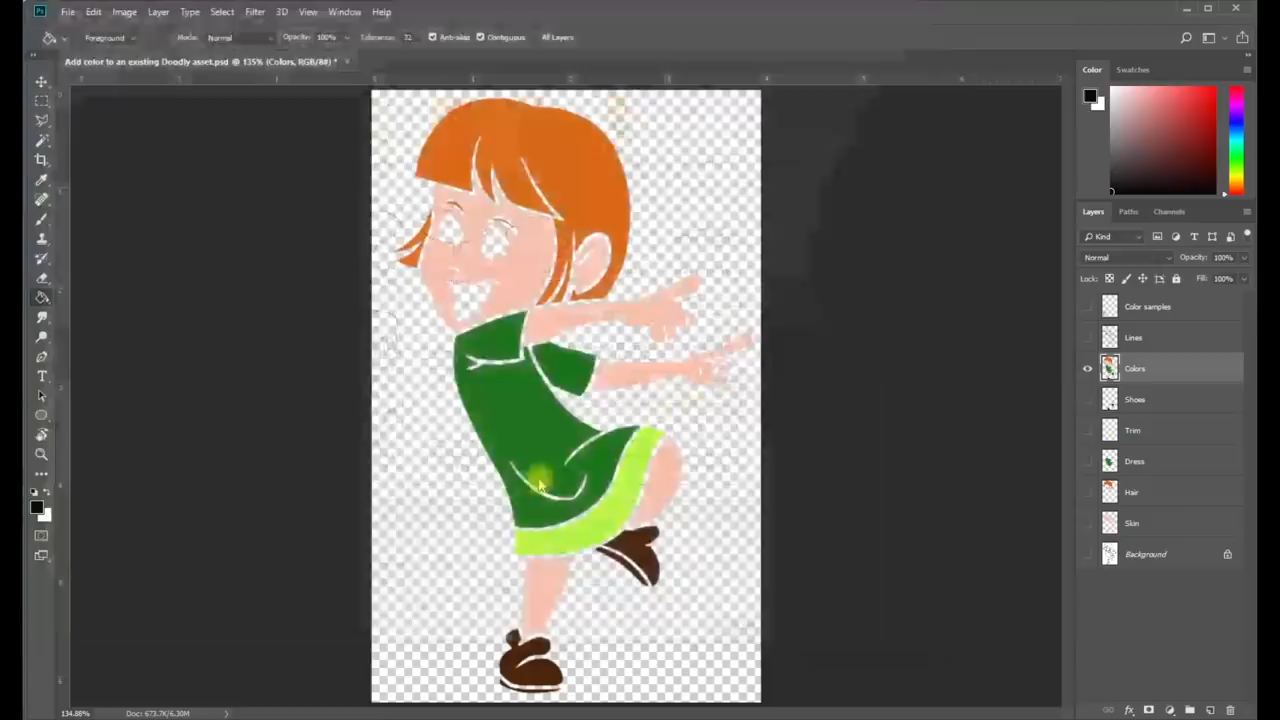 Ps File Edit Image Layer Type Select Filter 3D View Window Help
Foreground Mode: Normal Opacity: 100% Tolerance: 32 Anti-alias Contiguous All Layers
Add color to an existing Doodly asset.psd @ 135% (Colors, RGB/8#) *
Color Swatches
Layers Paths Channels
Kind
Normal Opacity: 100%
Lock: Fill: 100%
Color samples
Lines
Colors
Shoes
Trim
Dress
Hair
Skin
Background
134.88% Doc: 673.7K/6.30M